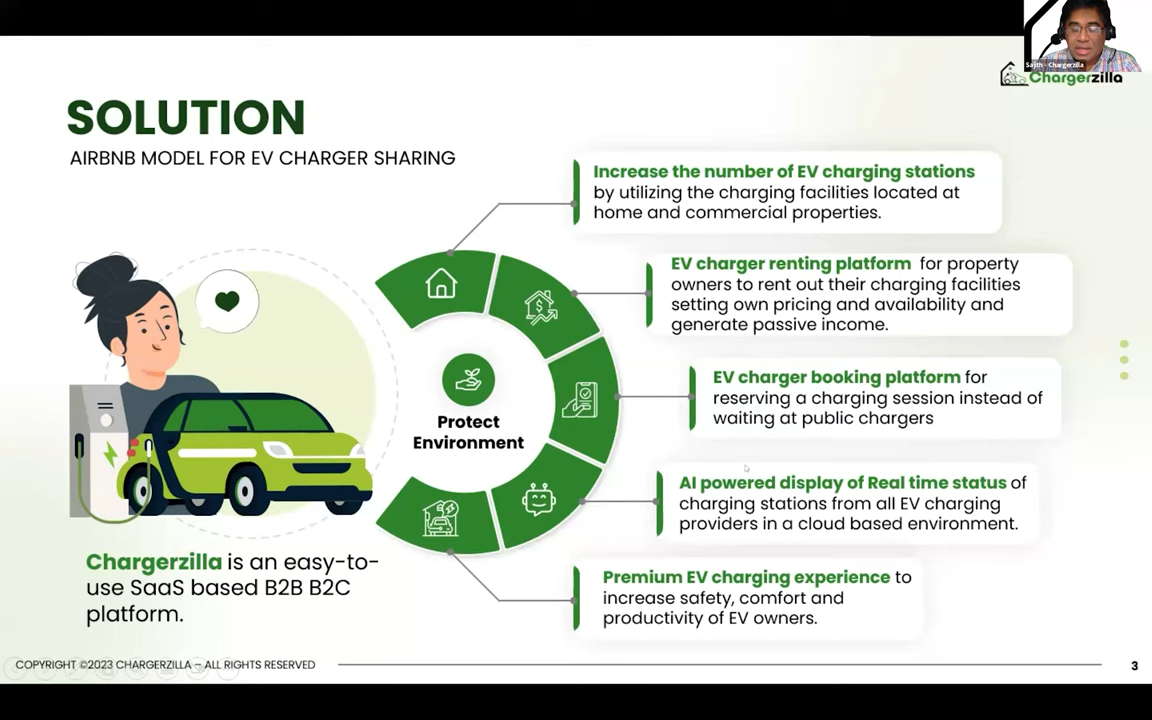 Sajith - Chargerzilla
Chargerzilla
SOLUTION
AIRBNB MODEL FOR EV CHARGER SHARING
Increase the number of EV charging stations
by utilizing the charging facilities located at
home and commercial properties.
EV charger renting platform for property
owners to rent out their charging facilities
setting own pricing and availability and
generate passive income.
EV charger booking platform for
reserving a charging session instead of
waiting at public chargers
AI powered display of Real time status of
charging stations from all EV charging
providers in a cloud based environment.
Premium EV charging experience to
increase safety, comfort and
productivity of EV owners.
Protect
Environment
Chargerzilla is an easy-to-
use SaaS based B2B B2C
platform.
COPYRIGHT ©2023 CHARGERZILLA – ALL RIGHTS RESERVED
3